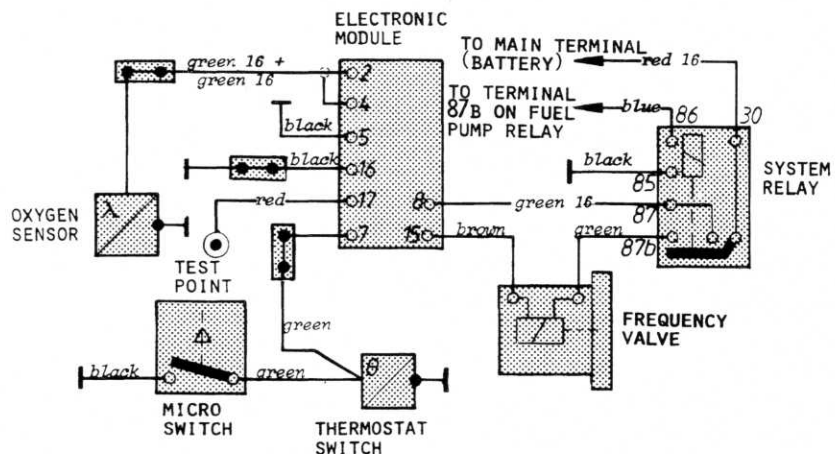 ELECTRONIC
MODULE
green 16 +
green 16
TO MAIN TERMINAL
(BATTERY)
red 16
TO TERMINAL
87B ON FUEL
PUMP RELAY
blue
86
30
2
4
black
5
black
16
black
85
SYSTEM
RELAY
OXYGEN
SENSOR
λ
red
17
8
green 16
87
7
15
brown
green
87b
TEST
POINT
green
FREQUENCY
VALVE
black
green
θ
MICRO
SWITCH
THERMOSTAT
SWITCH